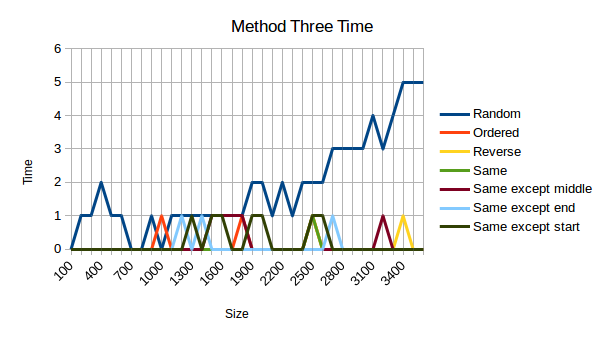 Method Three Time
6
5
4
3
2
1
0
Time
100
400
700
1000
1300
1600
1900
2200
2500
2800
3100
3400
Size
Random
Ordered
Reverse
Same
Same except middle
Same except end
Same except start